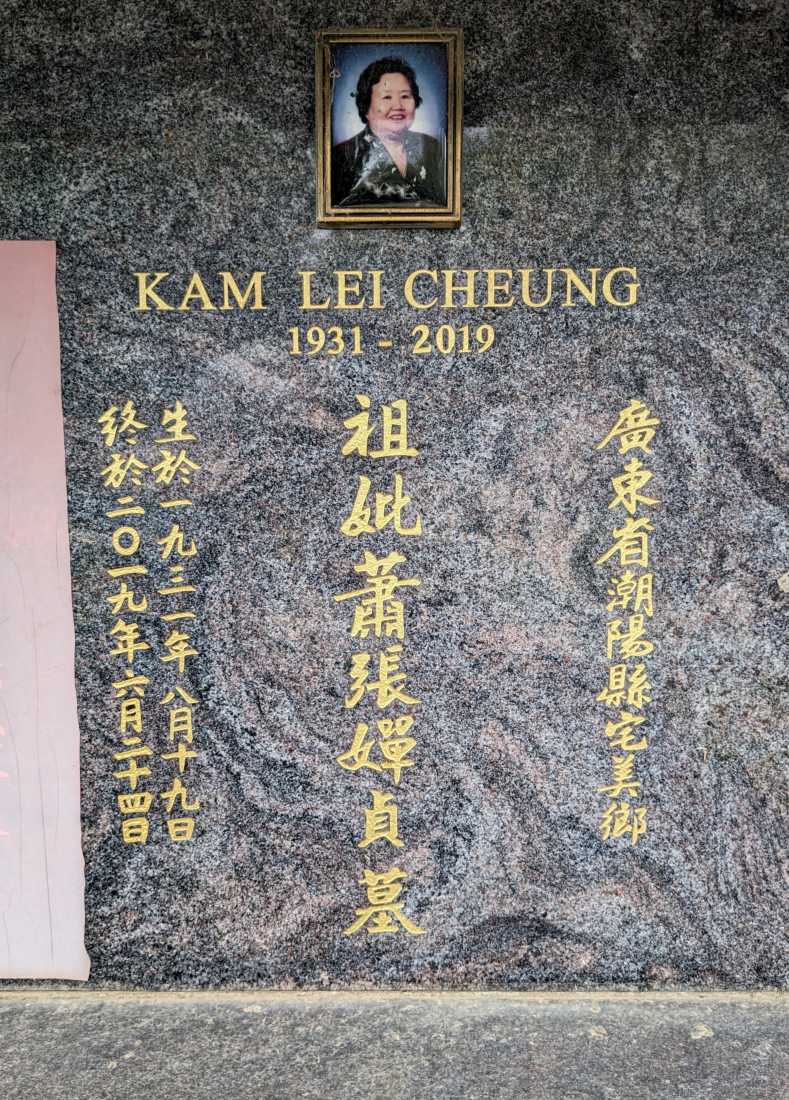 KAM LEI CHEUNG
1931 - 2019
廣東省潮陽縣宅美鄉
祖妣蕭張嬋貞墓
生於一九三一年八月十九日
終於二〇一九年六月二十四日